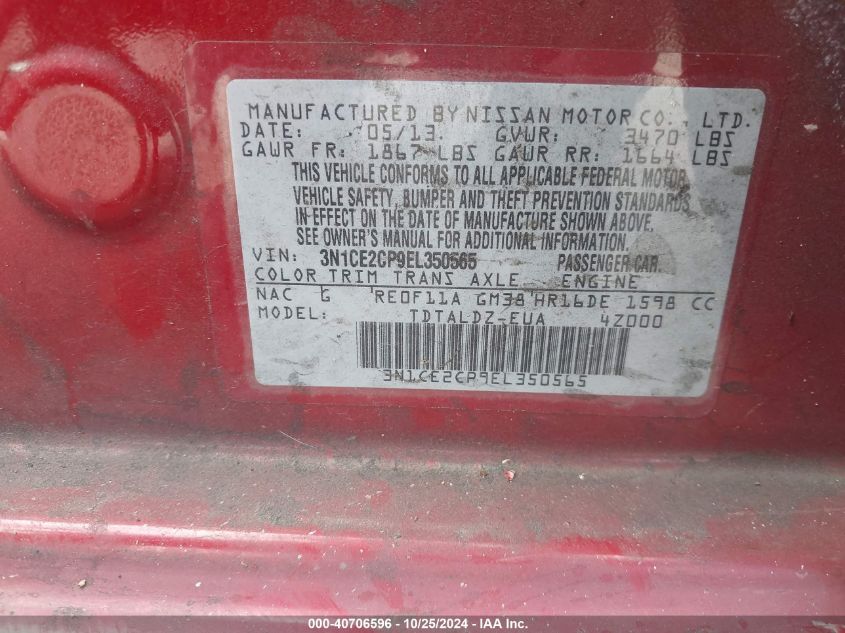 MANUFACTURED BY NISSAN MOTOR CO., LTD.
DATE: 05/13. GVWR: 3470 LBS
GAWR FR: 1867 LBS GAWR RR: 1664 LBS
THIS VEHICLE CONFORMS TO ALL APPLICABLE FEDERAL MOTOR
VEHICLE SAFETY, BUMPER AND THEFT PREVENTION STANDARDS
IN EFFECT ON THE DATE OF MANUFACTURE SHOWN ABOVE.
SEE OWNER'S MANUAL FOR ADDITIONAL INFORMATION.
VIN: 3N1CE2CP9EL350565 PASSENGER CAR.
COLOR TRIM TRANS AXLE ENGINE
NAC G RE0F11A GM38 HR16DE 1598 CC
MODEL: TDTALDZ-EUA 4Z000
3N1CE2CP9EL350565
000-40706596 - 10/25/2024 - IAA Inc.